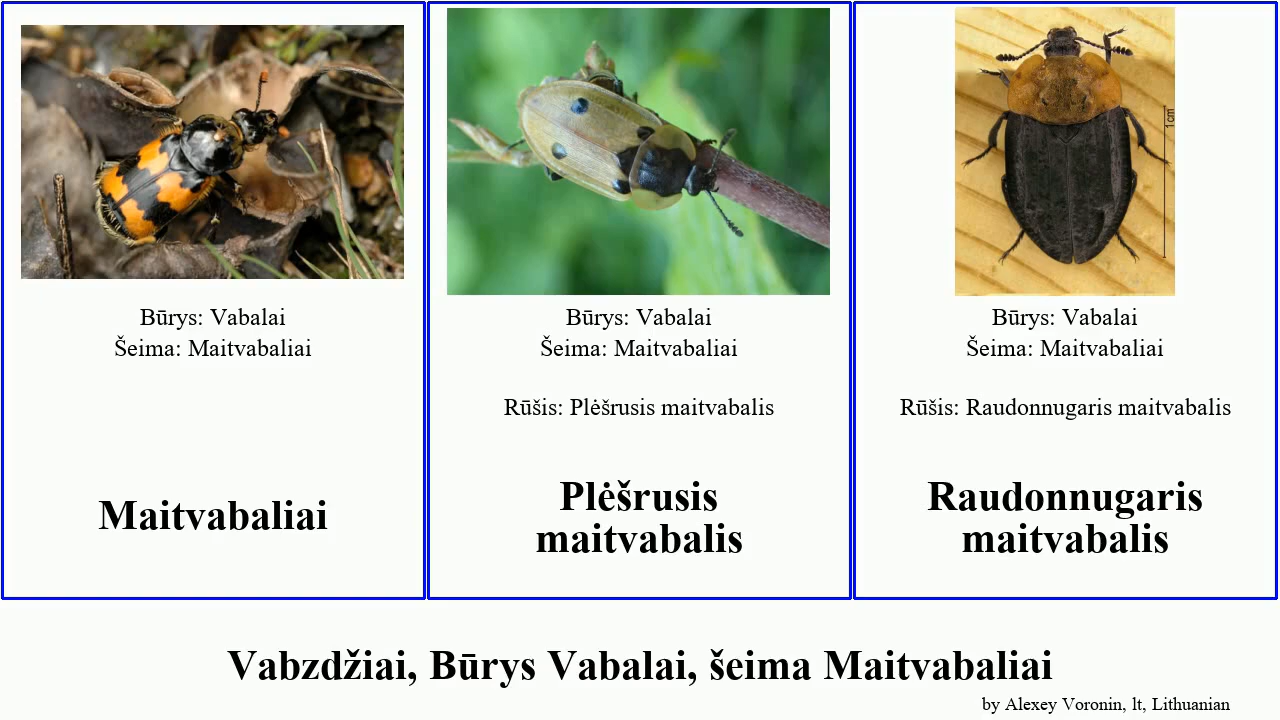 1cm
Būrys: Vabalai
Šeima: Maitvabaliai
Maitvabaliai
Būrys: Vabalai
Šeima: Maitvabaliai
Rūšis: Plėšrusis maitvabalis
Plėšrusis
maitvabalis
Būrys: Vabalai
Šeima: Maitvabaliai
Rūšis: Raudonnugaris maitvabalis
Raudonnugaris
maitvabalis
Vabzdžiai, Būrys Vabalai, šeima Maitvabaliai
by Alexey Voronin, lt, Lithuanian